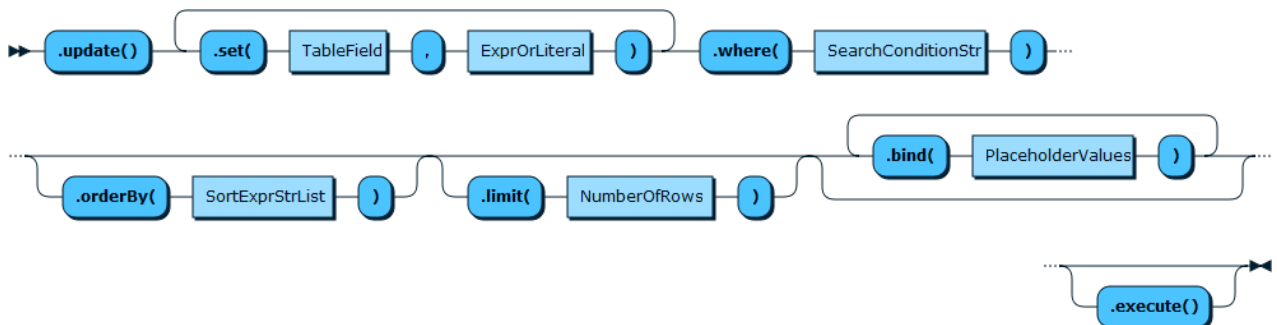 .update() .set( TableField , ExprOrLiteral ) .where( SearchConditionStr )
.bind( PlaceholderValues )
.orderBy( SortExprStrList ) .limit( NumberOfRows )
.execute()